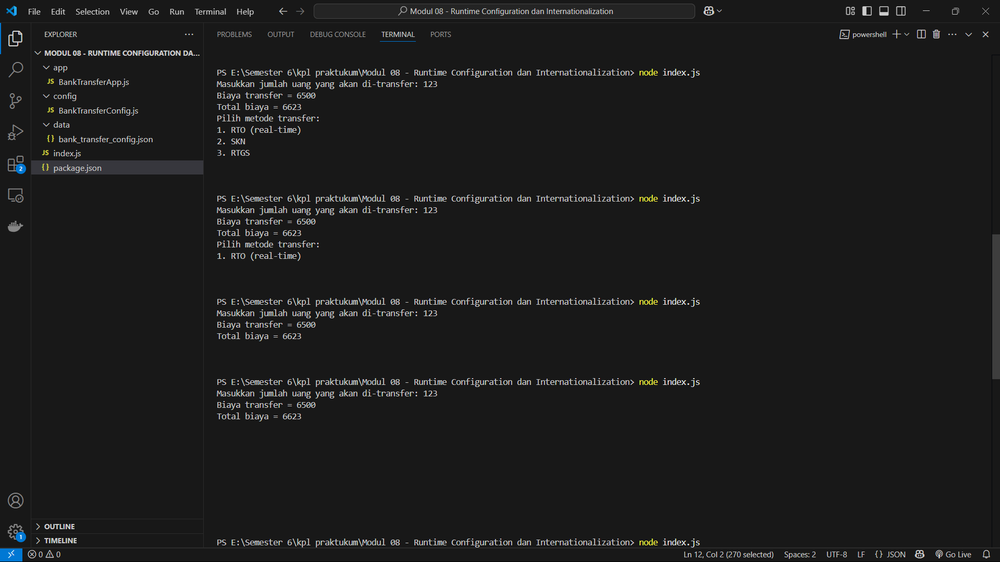 File Edit Selection View Go Run Terminal Help
Modul 08 - Runtime Configuration dan Internationalization
EXPLORER
MODUL 08 - RUNTIME CONFIGURATION DA...
app
JS BankTransferApp.js
config
JS BankTransferConfig.js
data
{} bank_transfer_config.json
JS index.js
{} package.json
2
1
OUTLINE
TIMELINE
PROBLEMS OUTPUT DEBUG CONSOLE TERMINAL PORTS
powershell
PS E:\Semester 6\kpl praktukum\Modul 08 - Runtime Configuration dan Internationalization> node index.js
Masukkan jumlah uang yang akan di-transfer: 123
Biaya transfer = 6500
Total biaya = 6623
Pilih metode transfer:
1. RTO (real-time)
2. SKN
3. RTGS
PS E:\Semester 6\kpl praktukum\Modul 08 - Runtime Configuration dan Internationalization> node index.js
Masukkan jumlah uang yang akan di-transfer: 123
Biaya transfer = 6500
Total biaya = 6623
Pilih metode transfer:
1. RTO (real-time)
PS E:\Semester 6\kpl praktukum\Modul 08 - Runtime Configuration dan Internationalization> node index.js
Masukkan jumlah uang yang akan di-transfer: 123
Biaya transfer = 6500
Total biaya = 6623
PS E:\Semester 6\kpl praktukum\Modul 08 - Runtime Configuration dan Internationalization> node index.js
Masukkan jumlah uang yang akan di-transfer: 123
Biaya transfer = 6500
Total biaya = 6623
PS E:\Semester 6\kpl praktukum\Modul 08 - Runtime Configuration dan Internationalization> node index.js
0 0 Ln 12, Col 2 (270 selected) Spaces: 2 UTF-8 LF {} JSON Go Live